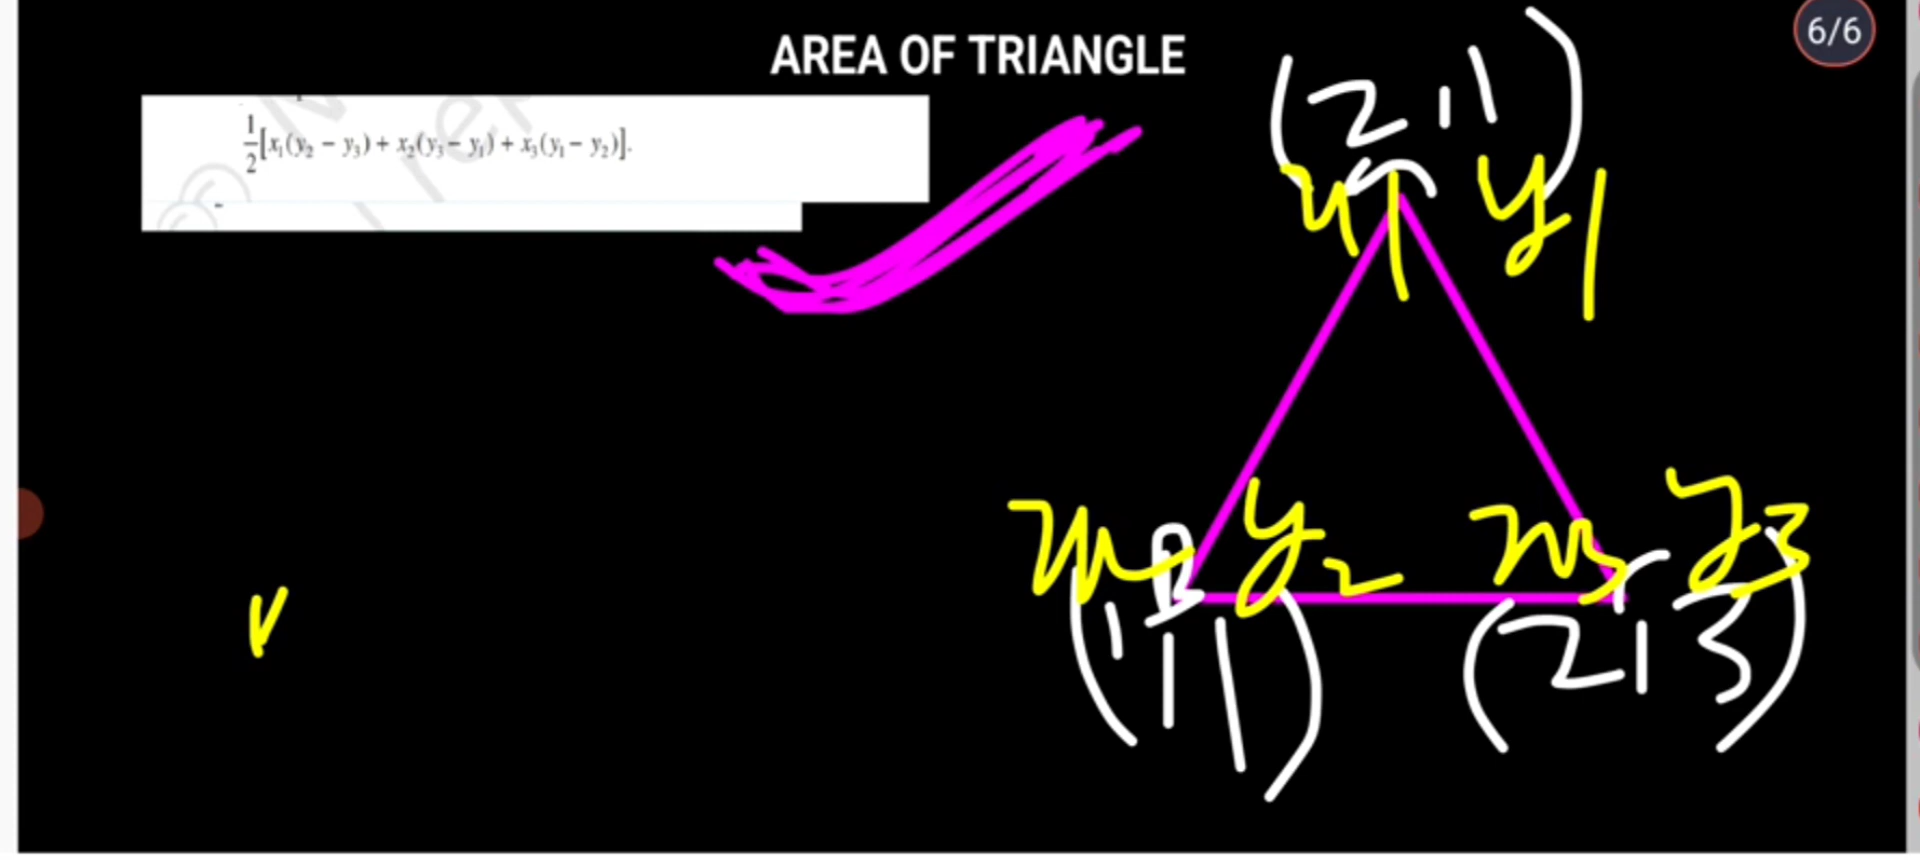 AREA OF TRIANGLE
6/6
(2,1)
1/2[x₁(y₂ − y₃) + x₂(y₃ − y₁) + x₃(y₁ − y₂)].
x₁ y₁
x₂ y₂ x₃ y₃
B
(1,1) (2,3)